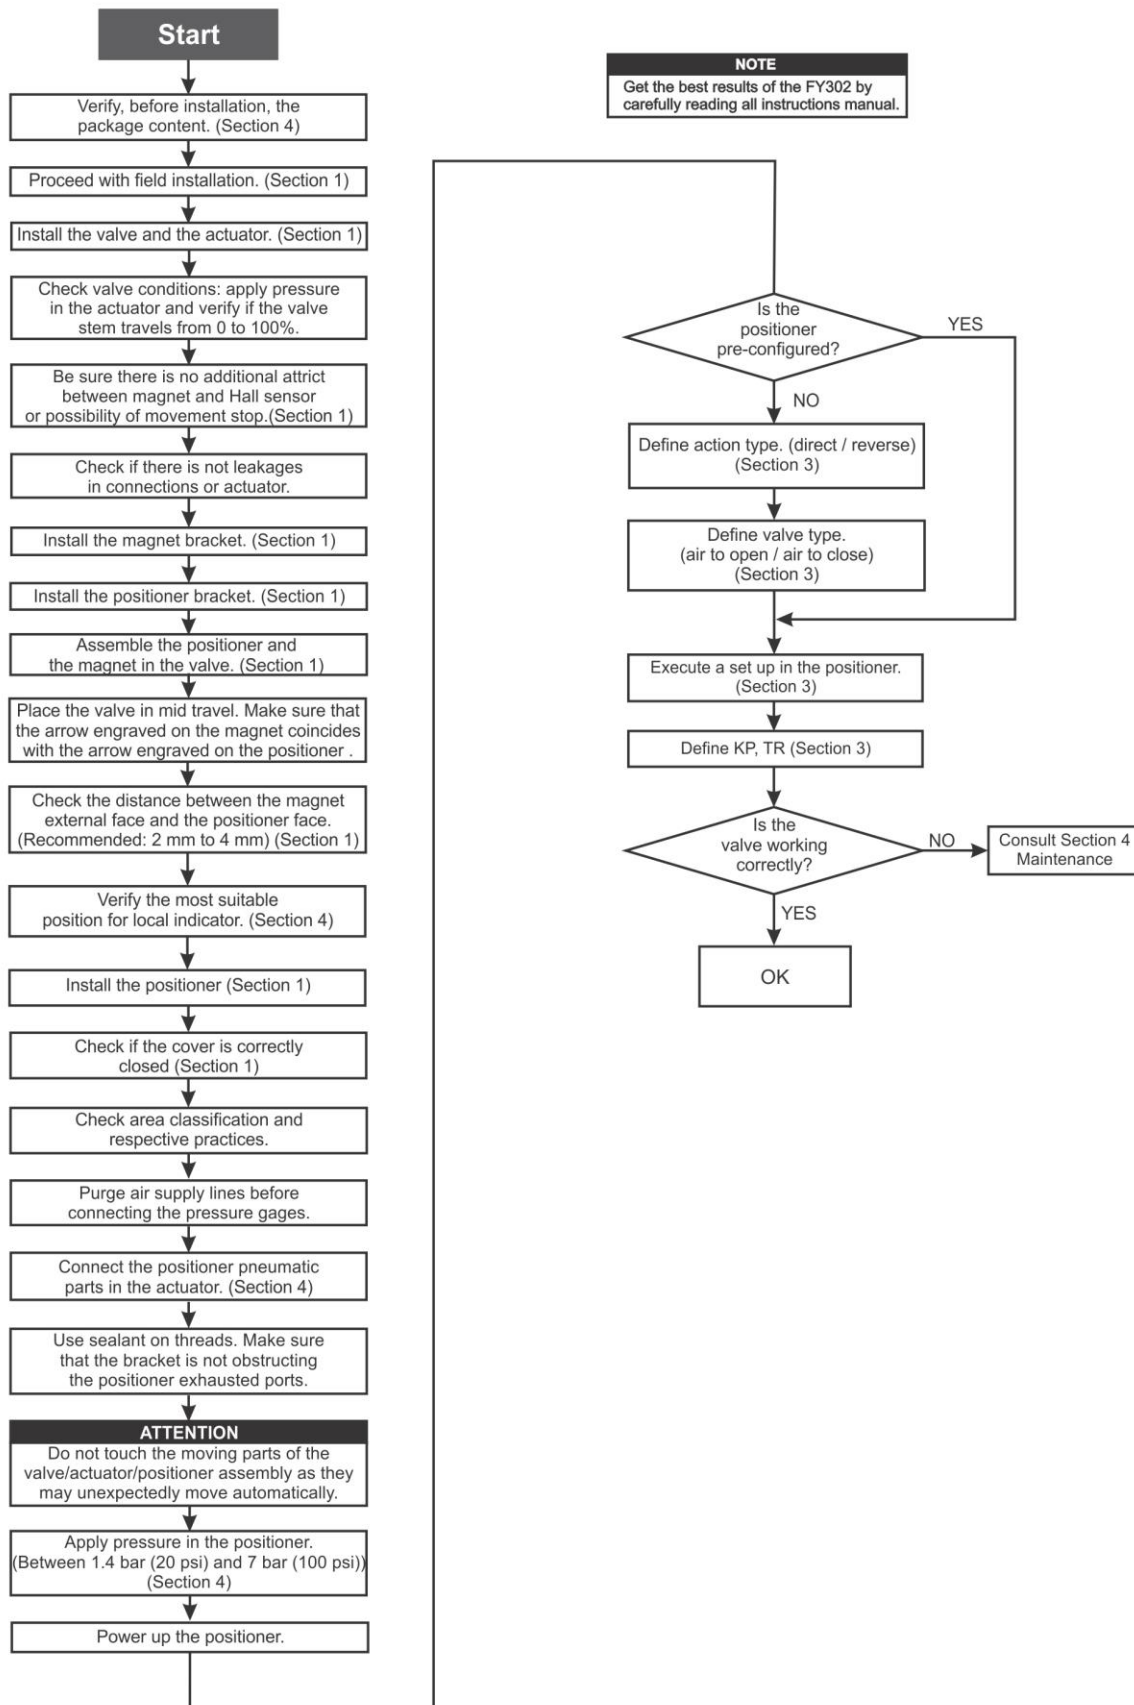 Start
Verify, before installation, the
package content. (Section 4)
Proceed with field installation. (Section 1)
Install the valve and the actuator. (Section 1)
Check valve conditions: apply pressure
in the actuator and verify if the valve
stem travels from 0 to 100%.
Be sure there is no additional attrict
between magnet and Hall sensor
or possibility of movement stop.(Section 1)
Check if there is not leakages
in connections or actuator.
Install the magnet bracket. (Section 1)
Install the positioner bracket. (Section 1)
Assemble the positioner and
the magnet in the valve. (Section 1)
Place the valve in mid travel. Make sure that
the arrow engraved on the magnet coincides
with the arrow engraved on the positioner .
Check the distance between the magnet
external face and the positioner face.
(Recommended: 2 mm to 4 mm) (Section 1)
Verify the most suitable
position for local indicator. (Section 4)
Install the positioner (Section 1)
Check if the cover is correctly
closed (Section 1)
Check area classification and
respective practices.
Purge air supply lines before
connecting the pressure gages.
Connect the positioner pneumatic
parts in the actuator. (Section 4)
Use sealant on threads. Make sure
that the bracket is not obstructing
the positioner exhausted ports.
ATTENTION
Do not touch the moving parts of the
valve/actuator/positioner assembly as they
may unexpectedly move automatically.
Apply pressure in the positioner.
(Between 1.4 bar (20 psi) and 7 bar (100 psi))
(Section 4)
Power up the positioner.
NOTE
Get the best results of the FY302 by
carefully reading all instructions manual.
Is the
positioner
pre-configured?
YES
NO
Define action type. (direct / reverse)
(Section 3)
Define valve type.
(air to open / air to close)
(Section 3)
Execute a set up in the positioner.
(Section 3)
Define KP, TR (Section 3)
Is the
valve working
correctly?
NO
Consult Section 4
Maintenance
YES
OK